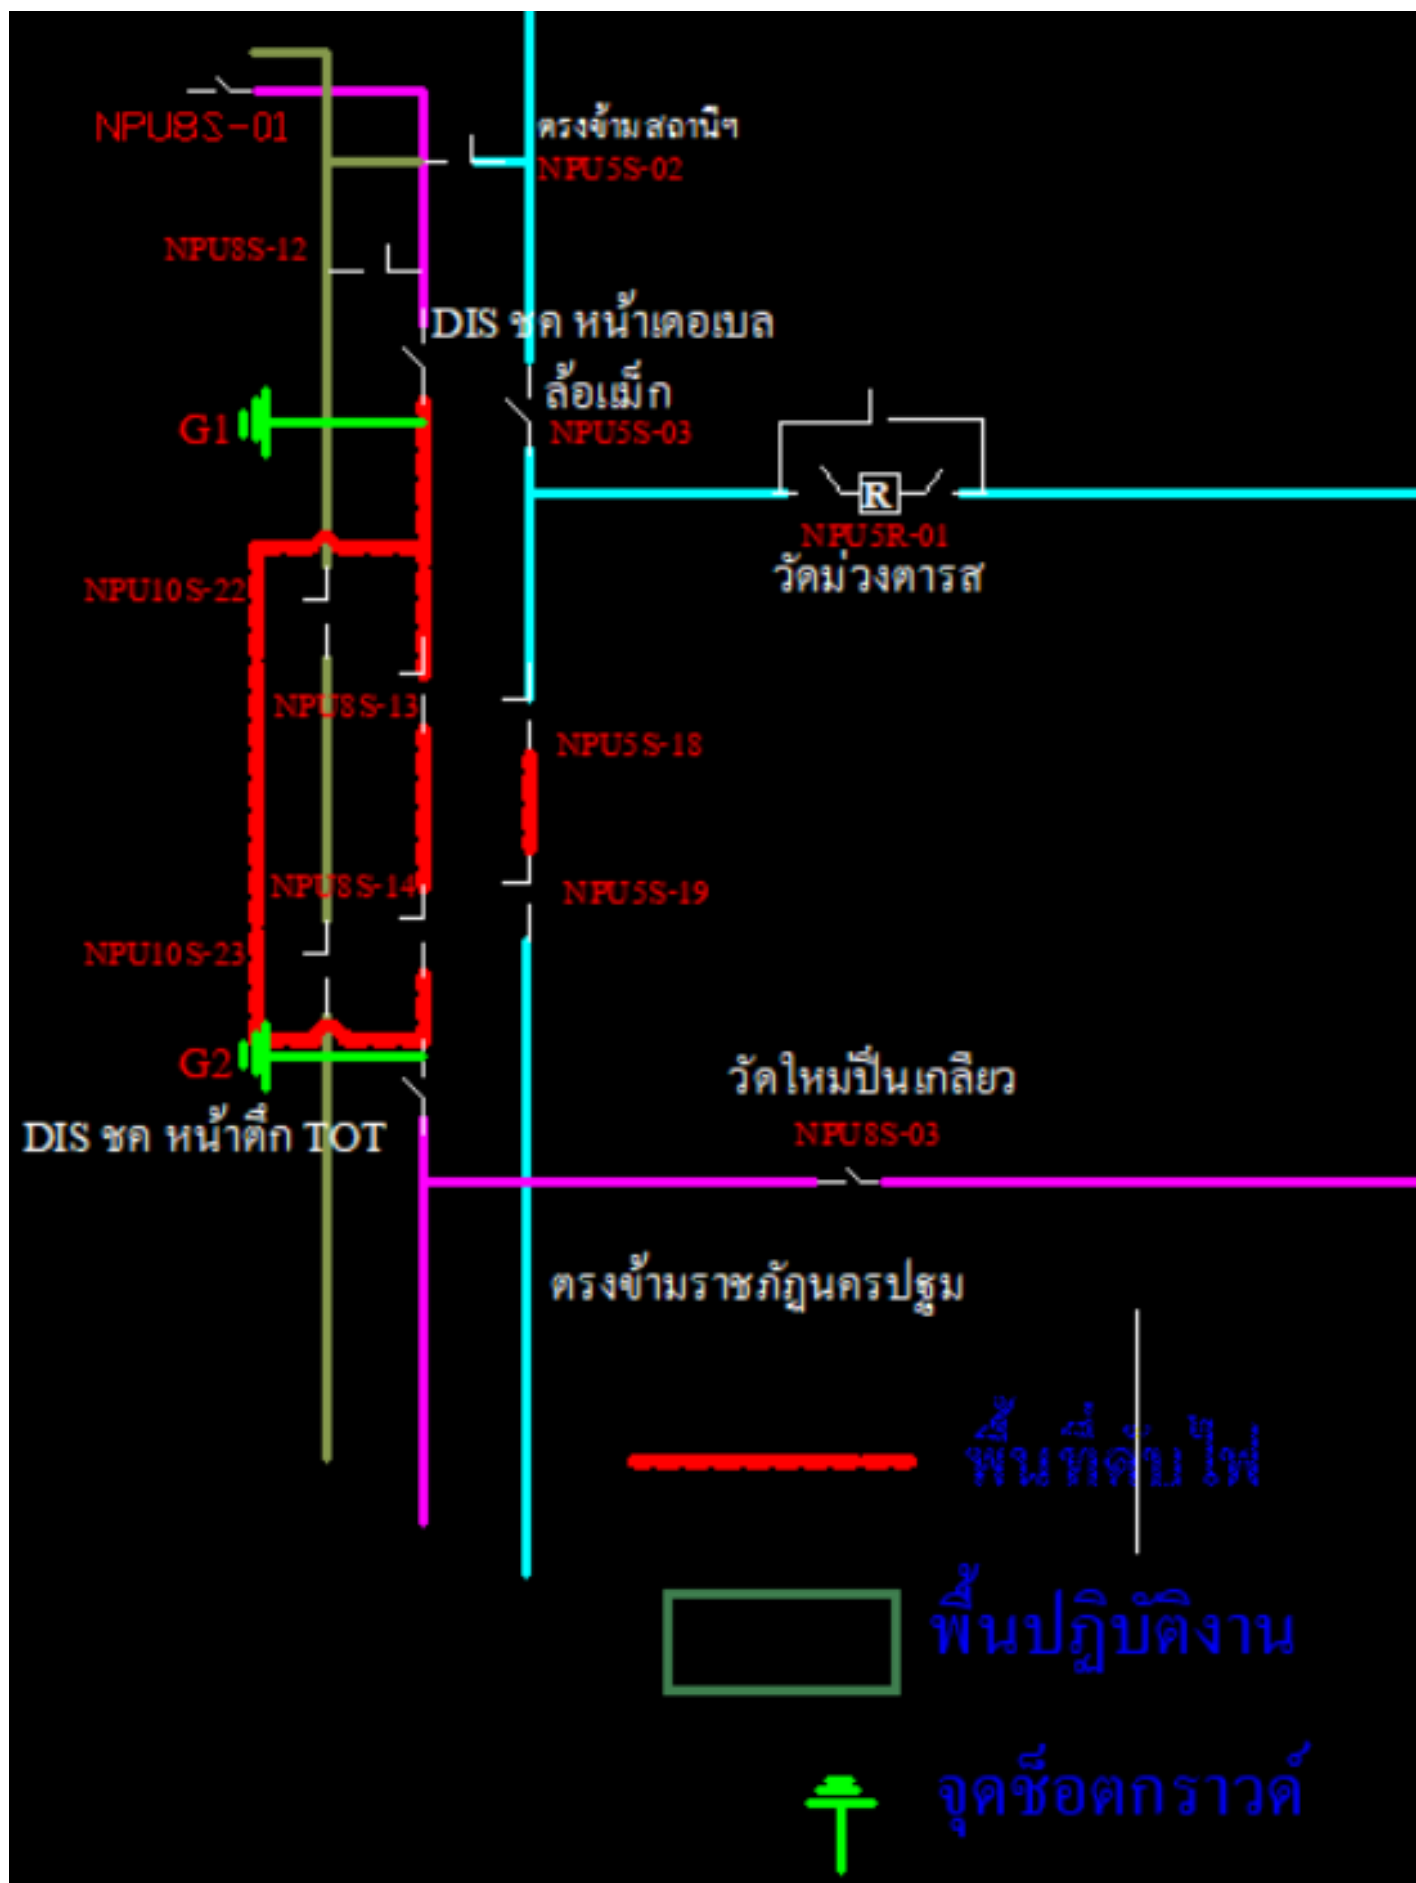 NPU8S-01
ตรงข้ามสถานีฯ
NPU5S-02
NPU8S-12
DIS ชค หน้าเดอเบล
ล้อแม็ก
G1
NPU5S-03
R
NPU5R-01
วัดม่วงตารส
NPU10S-22
NPU8S-13
NPU5S-18
NPU8S-14
NPU5S-19
NPU10S-23
G2
วัดใหมปิ่นเกลียว
DIS ชค หน้าตึก TOT
NPU8S-03
ตรงข้ามราชภัฏนครปฐม
พื้นที่ดับไฟ
พื้นปฏิบัติงาน
จุดช็อตกราวด์